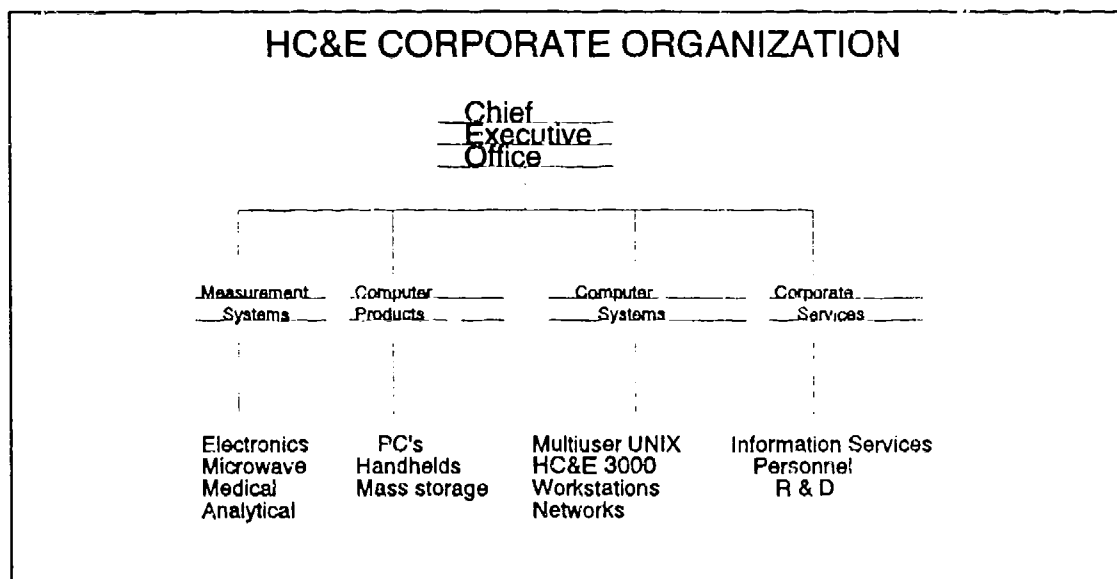 HC&E CORPORATE ORGANIZATION
Chief
Executive
Office
Measurement
Systems
Computer
Products
Computer
Systems
Corporate
Services
Electronics
Microwave
Medical
Analytical
PC's
Handhelds
Mass storage
Multiuser UNIX
HC&E 3000
Workstations
Networks
Information Services
Personnel
R & D